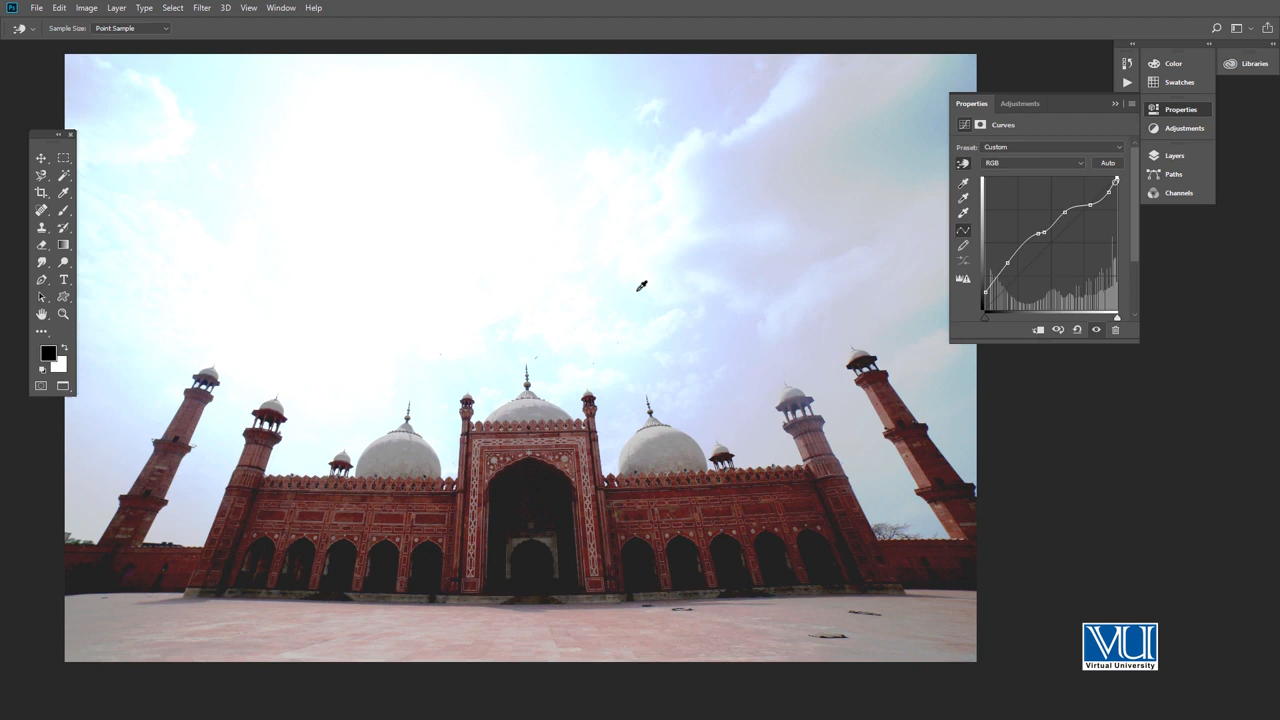 Ps File Edit Image Layer Type Select Filter 3D View Window Help
Sample Size: Point Sample
Color
Libraries
Swatches
Properties Adjustments
Properties
Curves
Adjustments
Preset: Custom
RGB Auto
Layers
Paths
Channels
T
VU
Virtual University